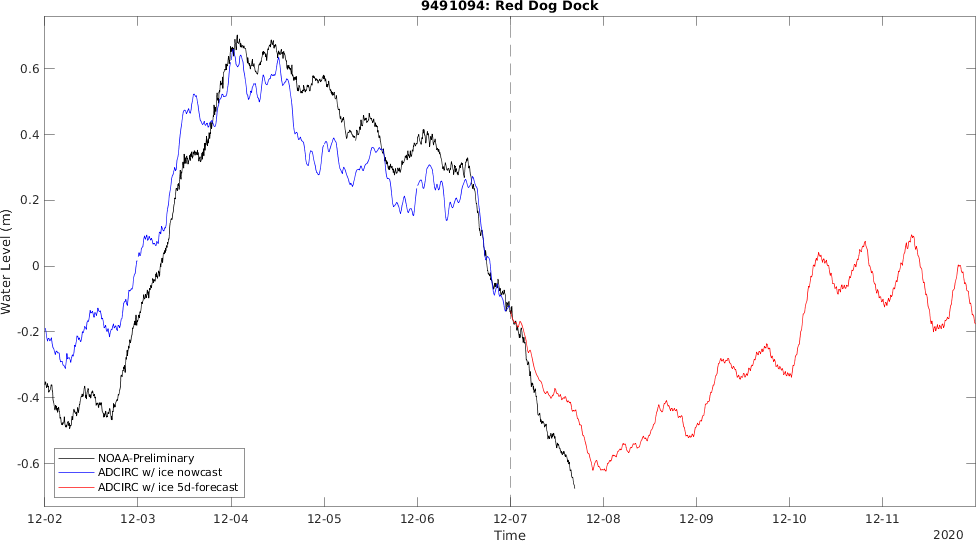 9491094: Red Dog Dock
Water Level (m)
0.6
0.4
0.2
0
-0.2
-0.4
-0.6
NOAA-Preliminary
ADCIRC w/ ice nowcast
ADCIRC w/ ice 5d-forecast
12-02 12-03 12-04 12-05 12-06 12-07 12-08 12-09 12-10 12-11
Time
2020